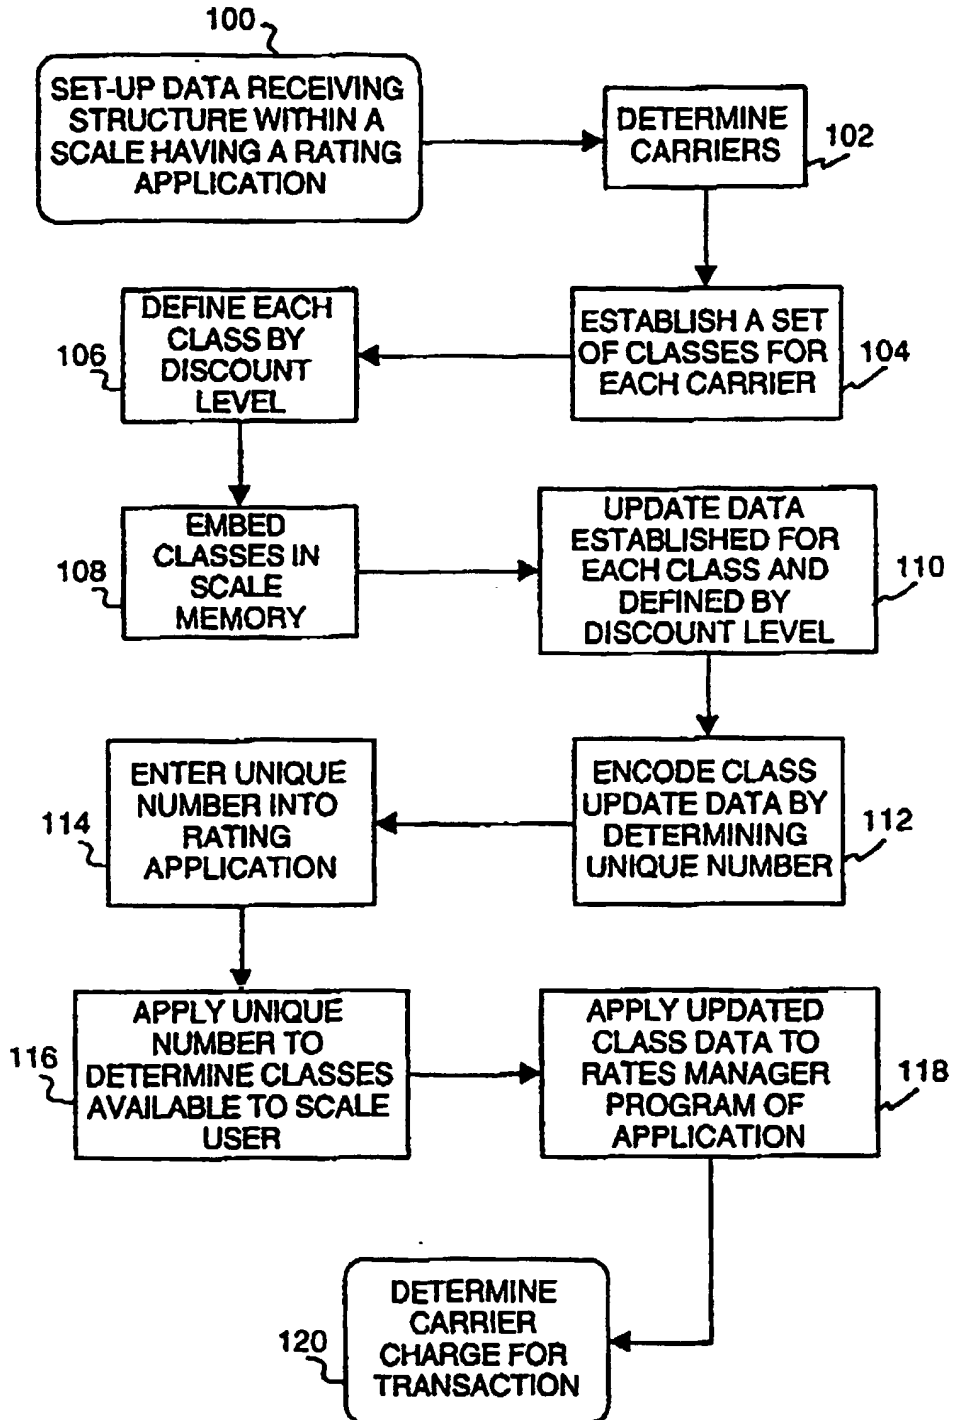 100
SET-UP DATA RECEIVING
STRUCTURE WITHIN A
SCALE HAVING A RATING
APPLICATION
DETERMINE
CARRIERS
102
DEFINE EACH
CLASS BY
DISCOUNT
LEVEL
106
ESTABLISH A SET
OF CLASSES FOR
EACH CARRIER
104
EMBED
CLASSES IN
SCALE
MEMORY
108
UPDATE DATA
ESTABLISHED FOR
EACH CLASS AND
DEFINED BY
DISCOUNT LEVEL
110
ENTER UNIQUE
NUMBER INTO
RATING
APPLICATION
114
ENCODE CLASS
UPDATE DATA BY
DETERMINING
UNIQUE NUMBER
112
APPLY UNIQUE
NUMBER TO
DETERMINE CLASSES
AVAILABLE TO SCALE
USER
116
APPLY UPDATED
CLASS DATA TO
RATES MANAGER
PROGRAM OF
APPLICATION
118
DETERMINE
CARRIER
CHARGE FOR
TRANSACTION
120